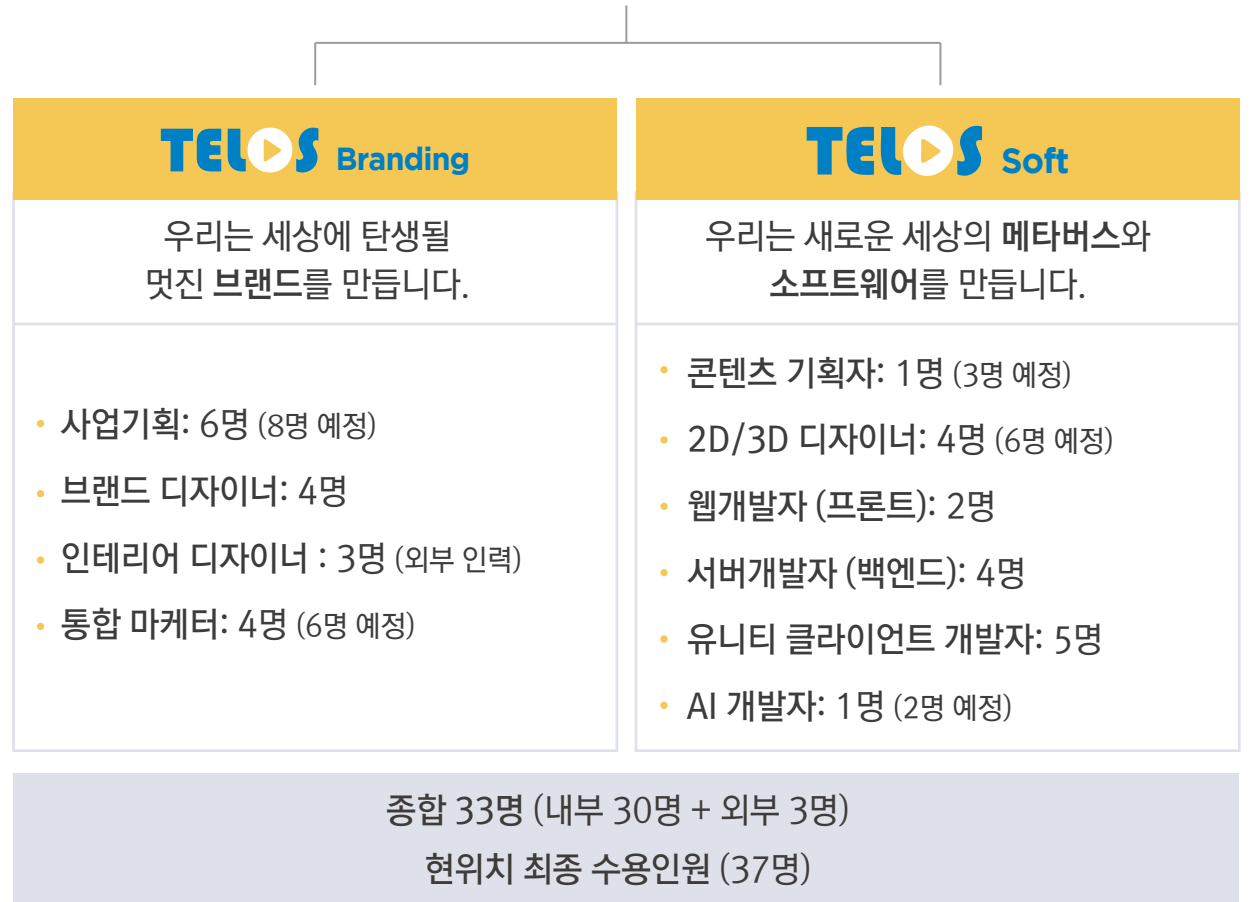 TELOS Branding
우리는 세상에 탄생될
멋진 브랜드를 만듭니다.
• 사업기획: 6명 (8명 예정)
• 브랜드 디자이너: 4명
• 인테리어 디자이너 : 3명 (외부 인력)
• 통합 마케터: 4명 (6명 예정)
TELOS Soft
우리는 새로운 세상의 메타버스와
소프트웨어를 만듭니다.
• 콘텐츠 기획자: 1명 (3명 예정)
• 2D/3D 디자이너: 4명 (6명 예정)
• 웹개발자 (프론트): 2명
• 서버개발자 (백엔드): 4명
• 유니티 클라이언트 개발자: 5명
• AI 개발자: 1명 (2명 예정)
종합 33명 (내부 30명 + 외부 3명)
현위치 최종 수용인원 (37명)